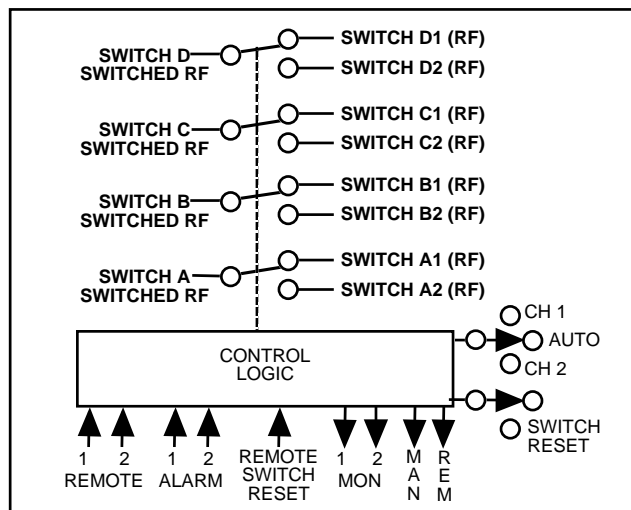 SWITCH D
SWITCHED RF
SWITCH D1 (RF)
SWITCH D2 (RF)
SWITCH C
SWITCHED RF
SWITCH C1 (RF)
SWITCH C2 (RF)
SWITCH B
SWITCHED RF
SWITCH B1 (RF)
SWITCH B2 (RF)
SWITCH A
SWITCHED RF
SWITCH A1 (RF)
SWITCH A2 (RF)
CONTROL
LOGIC
CH 1
AUTO
CH 2
SWITCH
RESET
1 2
REMOTE
1 2
ALARM
REMOTE
SWITCH
RESET
1 2
MON
MAN
REM